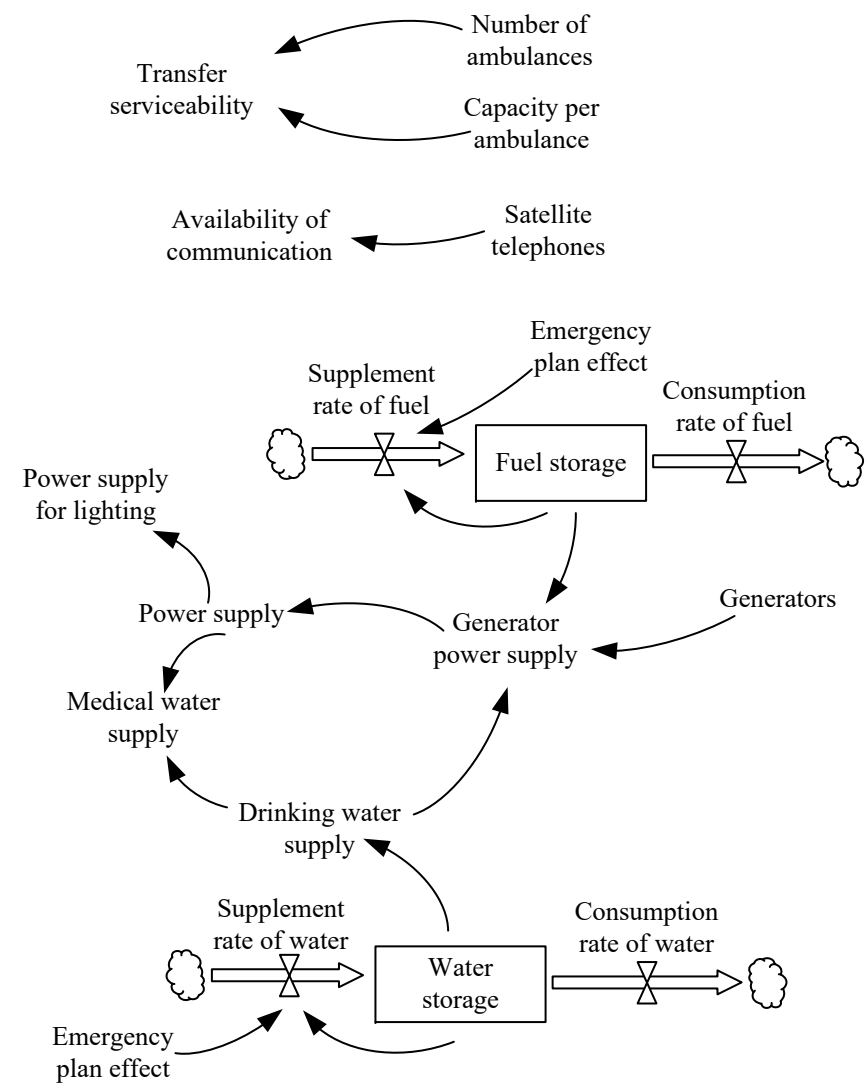 Number of
ambulances
Transfer
serviceability
Capacity per
ambulance
Availability of
communication
Satellite
telephones
Emergency
plan effect
Supplement
rate of fuel
Consumption
rate of fuel
Fuel storage
Power supply
for lighting
Power supply
Generator
power supply
Generators
Medical water
supply
Drinking water
supply
Supplement
rate of water
Consumption
rate of water
Water
storage
Emergency
plan effect